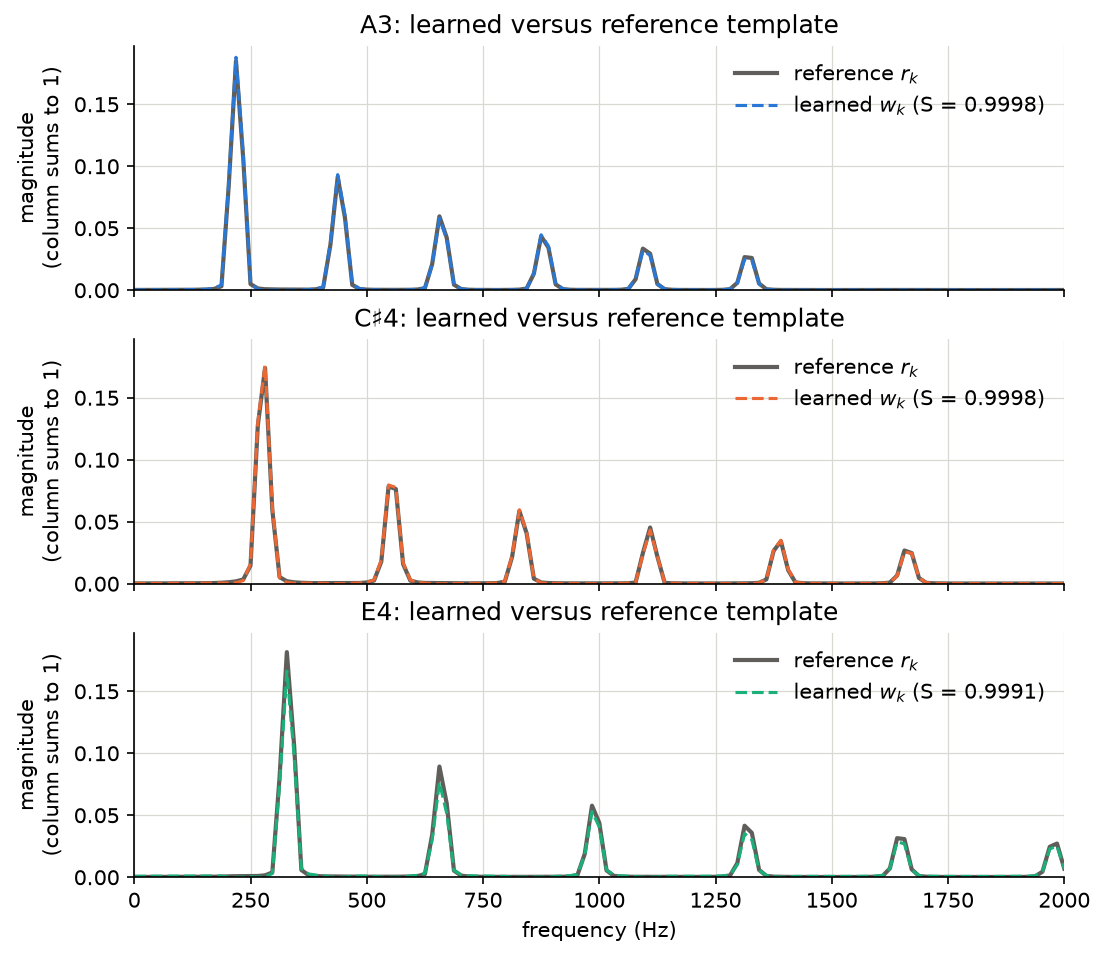 A3: learned versus reference template
magnitude
(column sums to 1)
0.15
0.10
0.05
0.00
reference r_k
learned w_k (S = 0.9998)
C♯4: learned versus reference template
magnitude
(column sums to 1)
0.15
0.10
0.05
0.00
reference r_k
learned w_k (S = 0.9998)
E4: learned versus reference template
magnitude
(column sums to 1)
0.15
0.10
0.05
0.00
reference r_k
learned w_k (S = 0.9991)
0 250 500 750 1000 1250 1500 1750 2000
frequency (Hz)